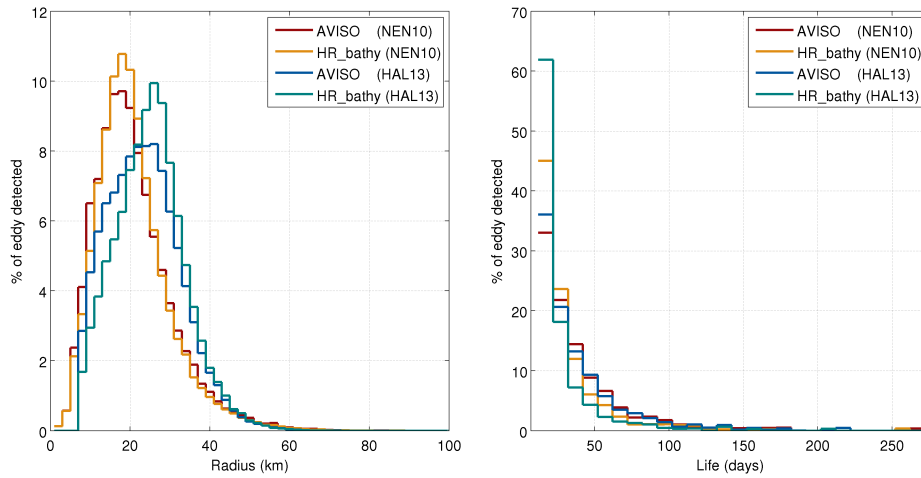 12
10
8
6
4
2
0
% of eddy detected
AVISO (NEN10)
HR_bathy (NEN10)
AVISO (HAL13)
HR_bathy (HAL13)
0 20 40 60 80 100
Radius (km)
70
60
50
40
30
20
10
0
% of eddy detected
AVISO (NEN10)
HR_bathy (NEN10)
AVISO (HAL13)
HR_bathy (HAL13)
50 100 150 200 250
Life (days)